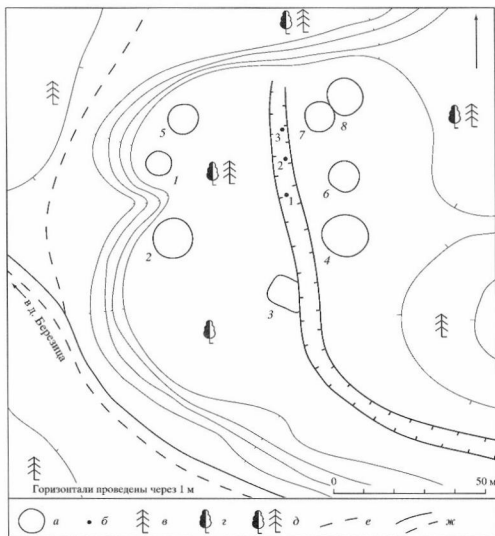 5
7
8
3
1
2
6
1
2
4
3
в д. Березица
Горизонтали проведены через 1 м
0 50 м
а б в г д е ж